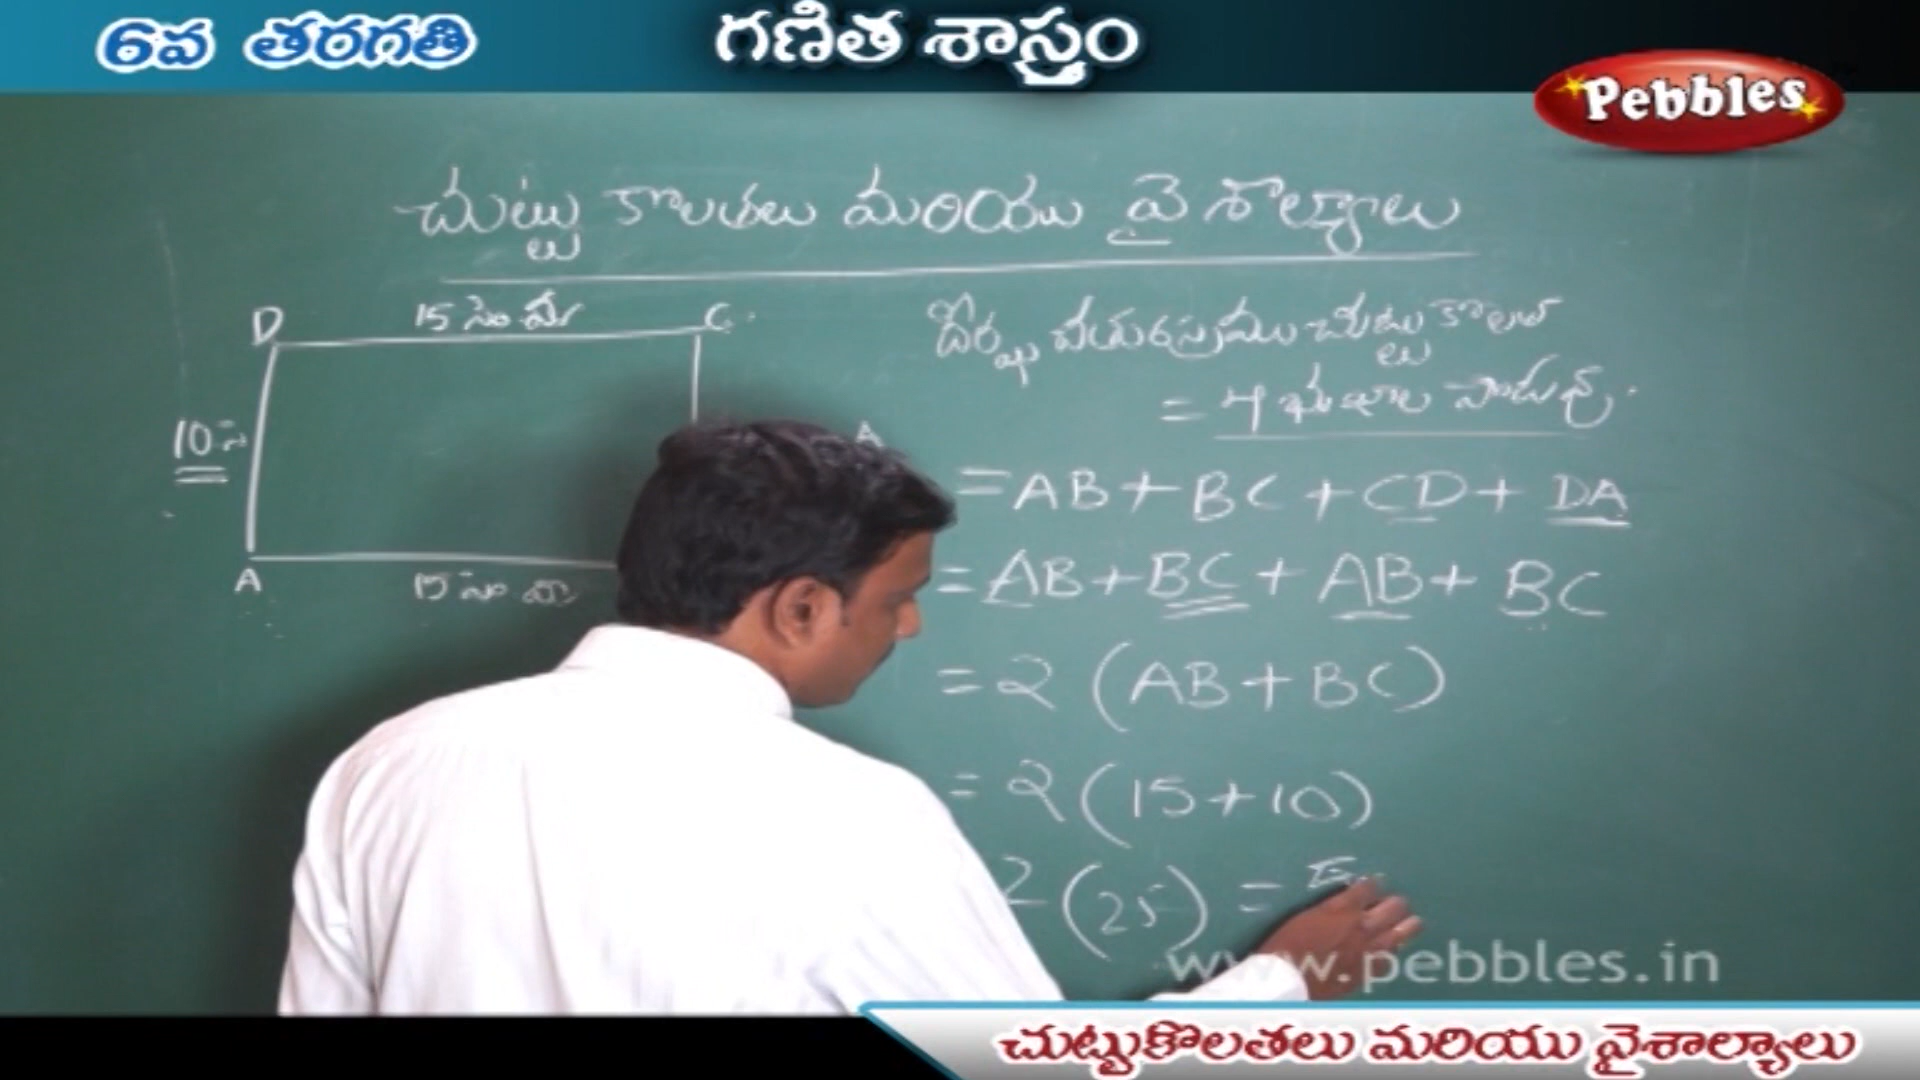 6వ తరగతి
గణిత శాస్త్రం
Pebbles
చుట్టు కొలతలు మరియు వైశాల్యాలు
D 15 సెం మీ C
10
A 15 సెం మీ
దీర్ఘ చతురస్రము చుట్టు కొలత
= 4 భుజాల పొడువు
= AB + BC + CD + DA
= AB + BC + AB + BC
= 2 (AB + BC)
= 2 (15 + 10)
2 (25) =
www.pebbles.in
చుట్టుకొలతలు మరియు వైశాల్యాలు